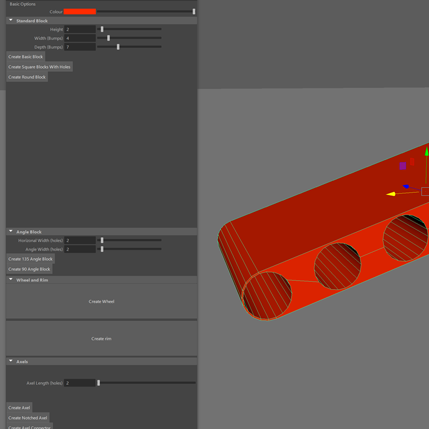 Basic Options
Colour
Standard Block
Height 3
Width (Bumps) 4
Depth (Bumps)
Create Basic Block
Create Square Blocks With Holes
Create Round Block
Angle Block
Horizontal Width (holes) 2
Angle Width (holes) 2
Create 135 Angle Block
Create 90 Angle Block
Wheel and Rim
Create Wheel
Create rim
Axels
Axel Length (holes) 2
Create Axel
Create Notched Axel
Create Axel Connector